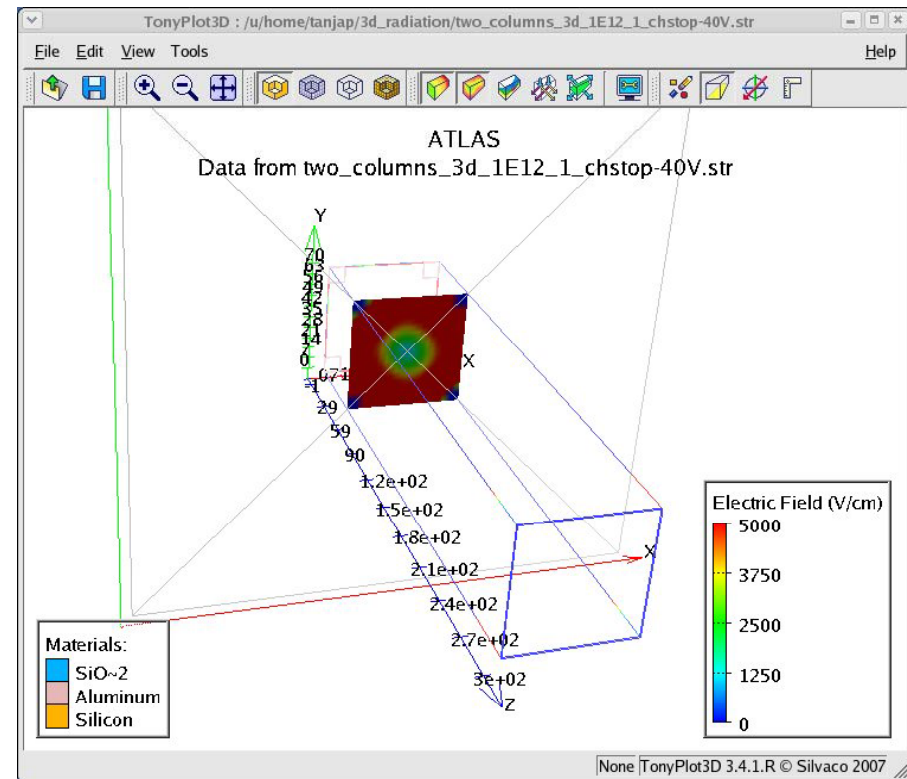 TonyPlot3D : /u/home/tanjap/3d_radiation/two_columns_3d_1E12_1_chstop-40V.str
File Edit View Tools Help
ATLAS
Data from two_columns_3d_1E12_1_chstop-40V.str
Y
70
63
56
49
42
35
28
21
14
7
0
X
071
-1
29
59
90
1.2e+02
1.5e+02
1.8e+02
2.1e+02
2.4e+02
2.7e+02
3e+02
Z
X
Materials:
SiO~2
Aluminum
Silicon
Electric Field (V/cm)
5000
3750
2500
1250
0
None TonyPlot3D 3.4.1.R © Silvaco 2007